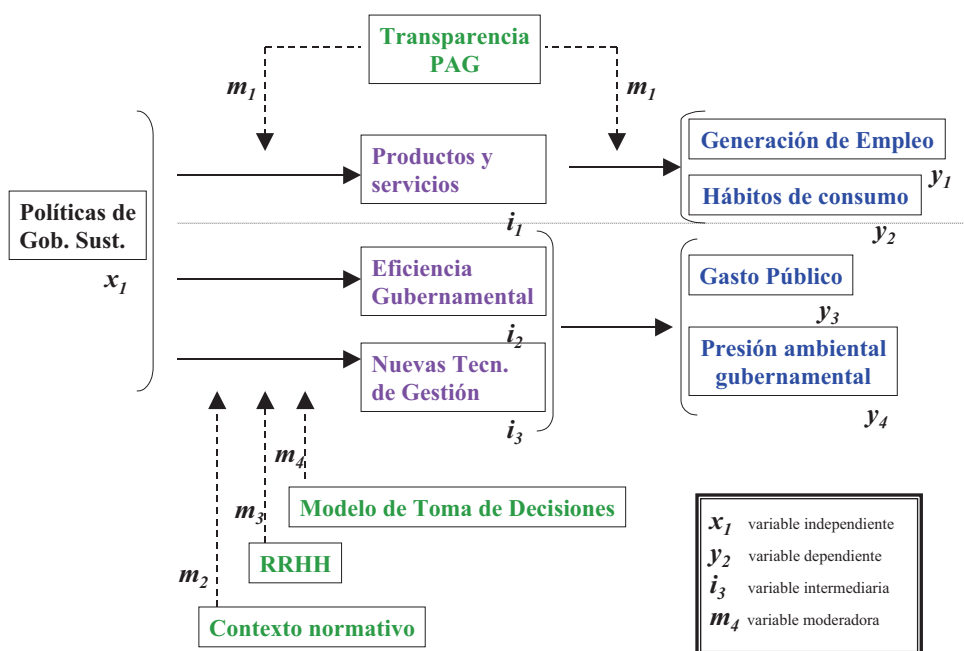 Transparencia
PAG
m1
m1
Productos y
servicios
i1
Generación de Empleo
y1
Hábitos de consumo
y2
Políticas de
Gob. Sust.
x1
Eficiencia
Gubernamental
i2
Gasto Público
y3
Nuevas Tecn.
de Gestión
i3
Presión ambiental
gubernamental
y4
m4
Modelo de Toma de Decisiones
m3
RRHH
m2
Contexto normativo
x1 variable independiente
y2 variable dependiente
i3 variable intermediaria
m4 variable moderadora